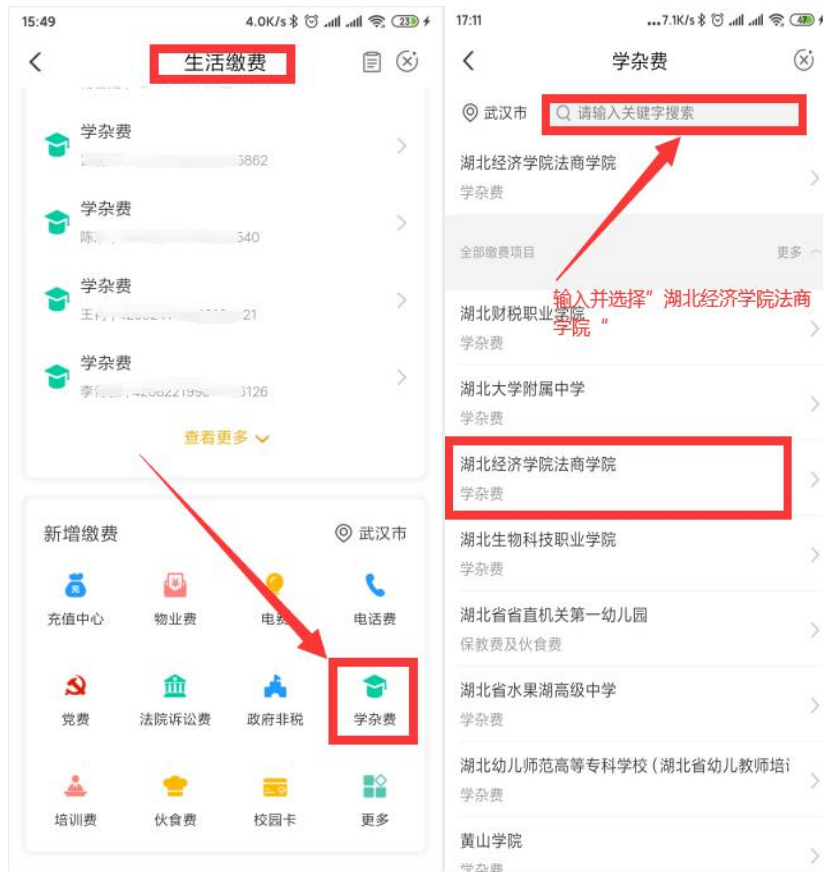 15:49
4.0K/s
23
生活缴费
学杂费
5862
学杂费
陈
540
学杂费
21
学杂费
5126
查看更多
新增缴费
武汉市
充值中心
物业费
电费
电话费
党费
法院诉讼费
政府非税
学杂费
培训费
伙食费
校园卡
更多
17:11
...7.1K/s
47
学杂费
武汉市
请输入关键字搜索
湖北经济学院法商学院
学杂费
全部缴费项目
更多
输入并选择”湖北经济学院法商
学院“
湖北财税职业学院
学杂费
湖北大学附属中学
学杂费
湖北经济学院法商学院
学杂费
湖北生物科技职业学院
学杂费
湖北省省直机关第一幼儿园
保教费及伙食费
湖北省水果湖高级中学
学杂费
湖北幼儿师范高等专科学校(湖北省幼儿教师培
学杂费
黄山学院
学杂费